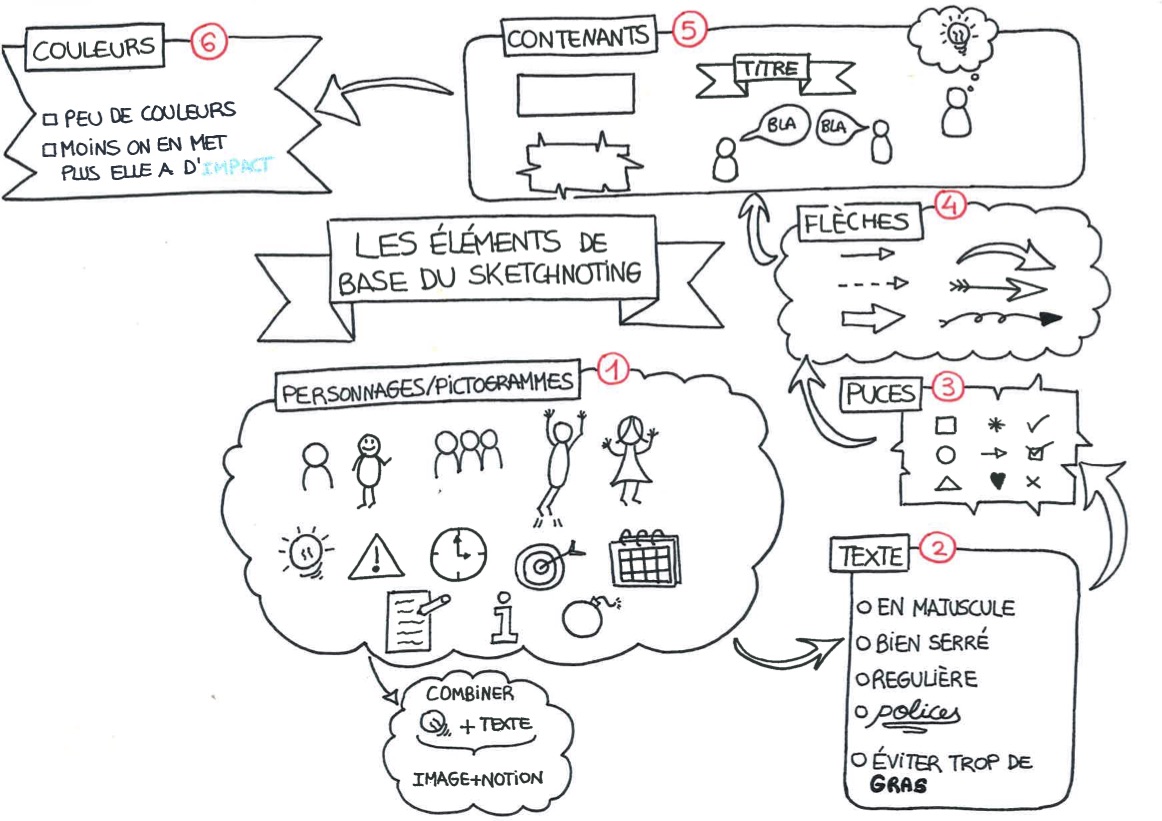 LES ÉLÉMENTS DE
BASE DU SKETCHNOTING
PERSONNAGES/PICTOGRAMMES 1
COMBINER
+ TEXTE
IMAGE+NOTION
TEXTE 2
EN MAJUSCULE
BIEN SERRÉ
REGULIÈRE
polices
ÉVITER TROP DE
GRAS
PUCES 3
FLÈCHES 4
CONTENANTS 5
TITRE
BLA
BLA
COULEURS 6
PEU DE COULEURS
MOINS ON EN MET
PLUS ELLE A D'IMPACT